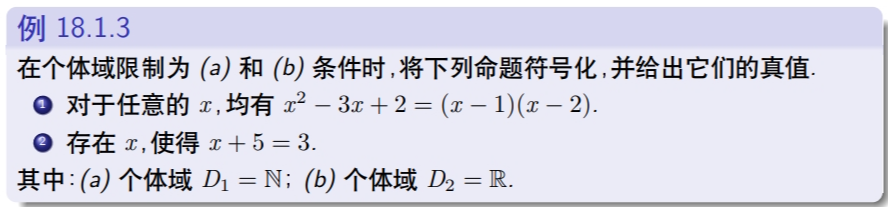 例 18.1.3
在个体域限制为 (a) 和 (b) 条件时,将下列命题符号化,并给出它们的真值.
1 对于任意的 x,均有 x² − 3x + 2 = (x − 1)(x − 2).
2 存在 x,使得 x + 5 = 3.
其中:(a) 个体域 D₁ = ℕ; (b) 个体域 D₂ = ℝ.